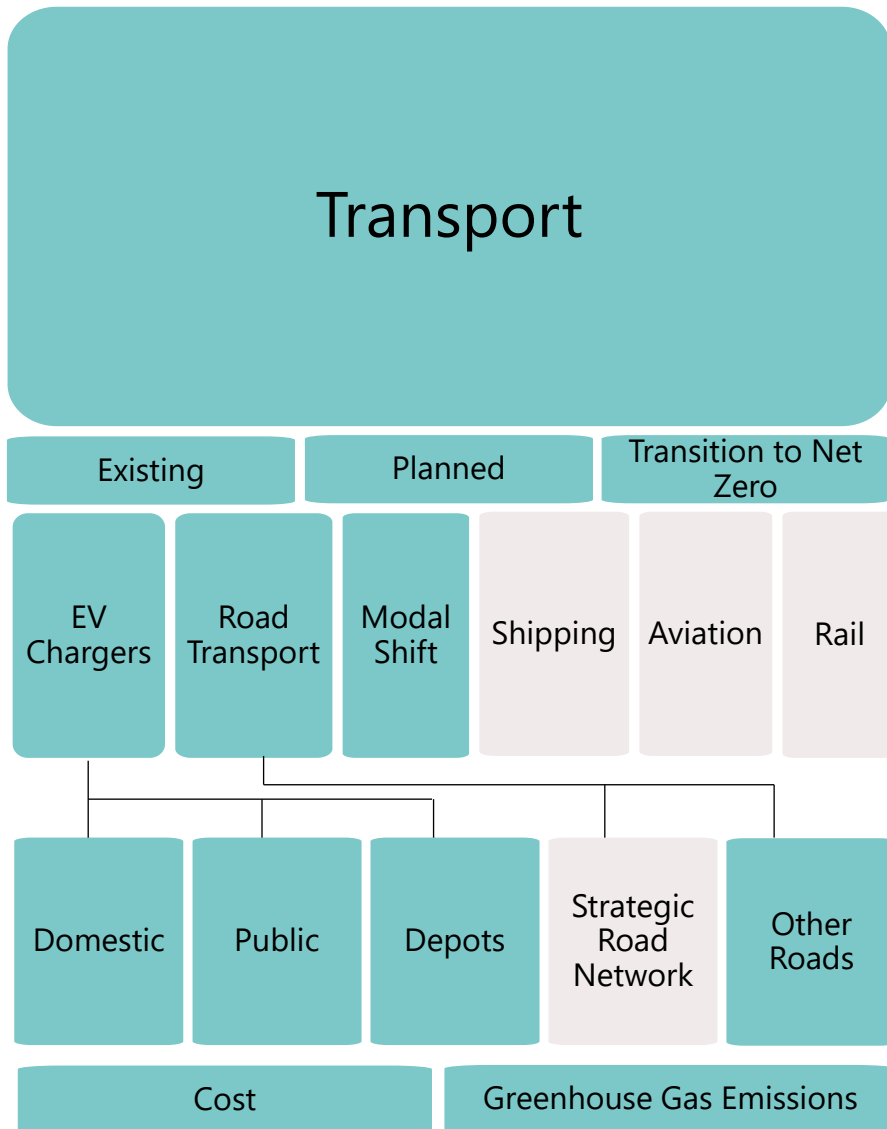 Transport
Existing
Planned
Transition to Net
Zero
EV
Chargers
Road
Transport
Modal
Shift
Shipping
Aviation
Rail
Domestic
Public
Depots
Strategic
Road
Network
Other
Roads
Cost
Greenhouse Gas Emissions